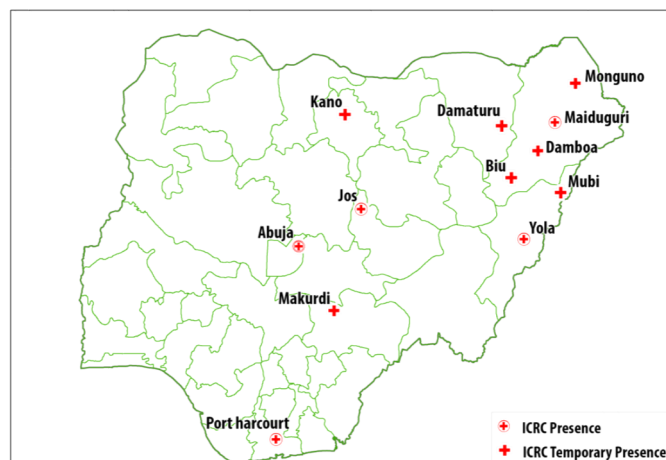 Monguno
Kano
Damaturu
Maiduguri
Damboa
Biu
Mubi
Jos
Yola
Abuja
Makurdi
Port harcourt
ICRC Presence
ICRC Temporary Presence